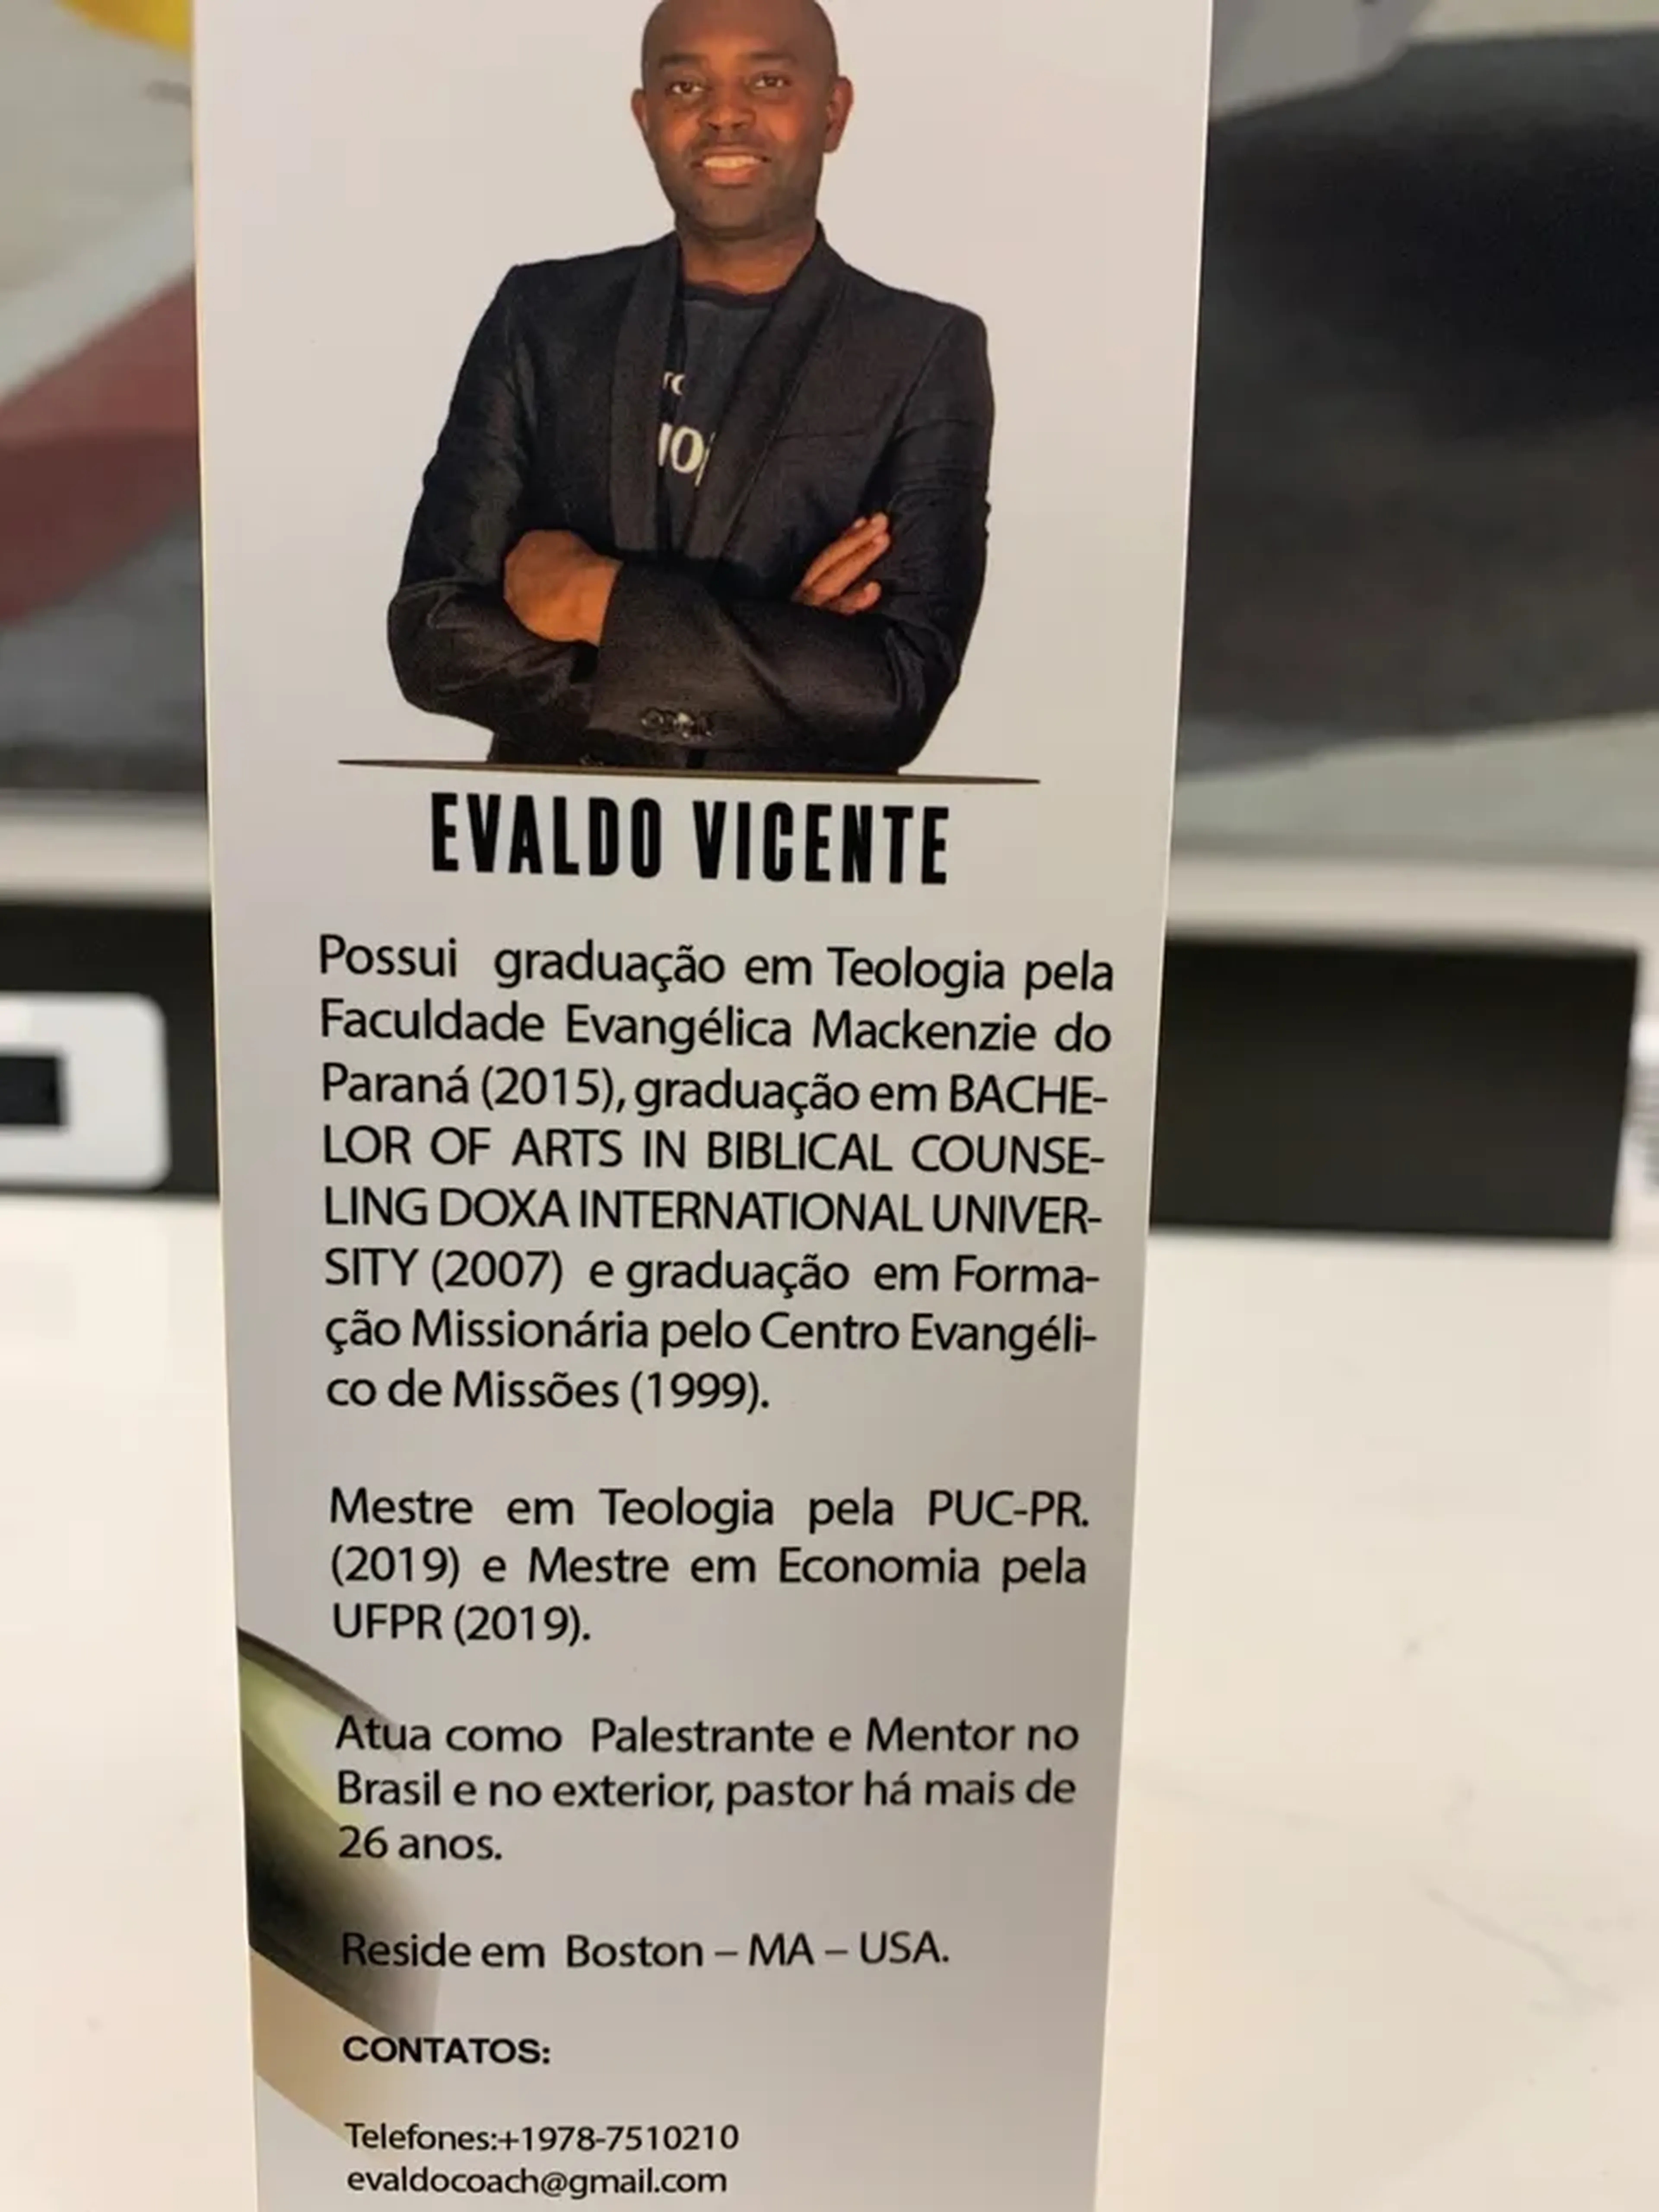 EVALDO VICENTE
Possui graduação em Teologia pela
Faculdade Evangélica Mackenzie do
Paraná (2015), graduação em BACHE-
LOR OF ARTS IN BIBLICAL COUNSE-
LING DOXA INTERNATIONAL UNIVER-
SITY (2007) e graduação em Forma-
ção Missionária pelo Centro Evangéli-
co de Missões (1999).
Mestre em Teologia pela PUC-PR.
(2019) e Mestre em Economia pela
UFPR (2019).
Atua como Palestrante e Mentor no
Brasil e no exterior, pastor há mais de
26 anos.
Reside em Boston – MA – USA.
CONTATOS:
Telefones:+1978-7510210
evaldocoach@gmail.com